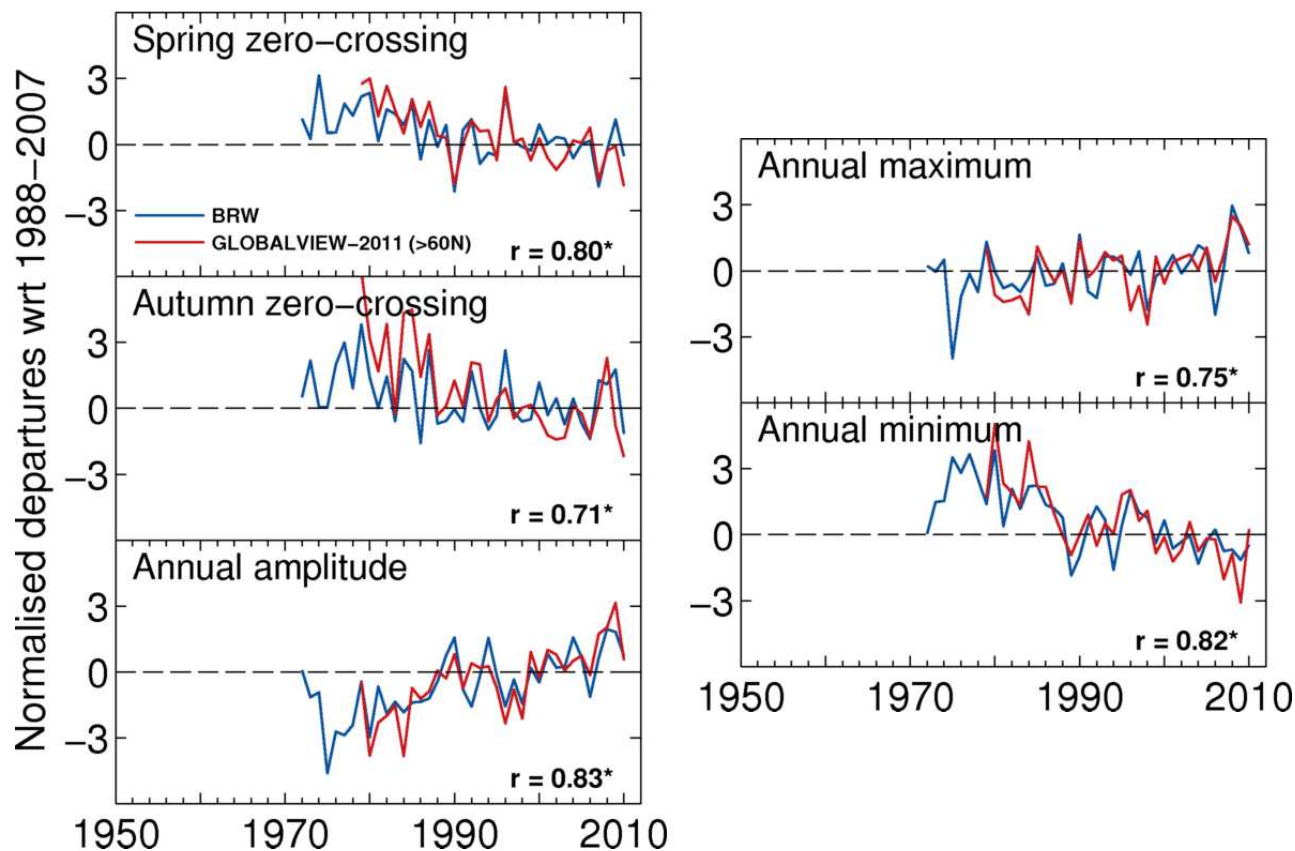 Normalised departures wrt 1988–2007
Spring zero–crossing
3
0
−3
BRW
GLOBALVIEW–2011 (>60N)
r = 0.80*
Autumn zero–crossing
3
0
−3
r = 0.71*
Annual amplitude
3
0
−3
r = 0.83*
1950 1970 1990 2010
Annual maximum
3
0
−3
r = 0.75*
Annual minimum
3
0
−3
r = 0.82*
1950 1970 1990 2010